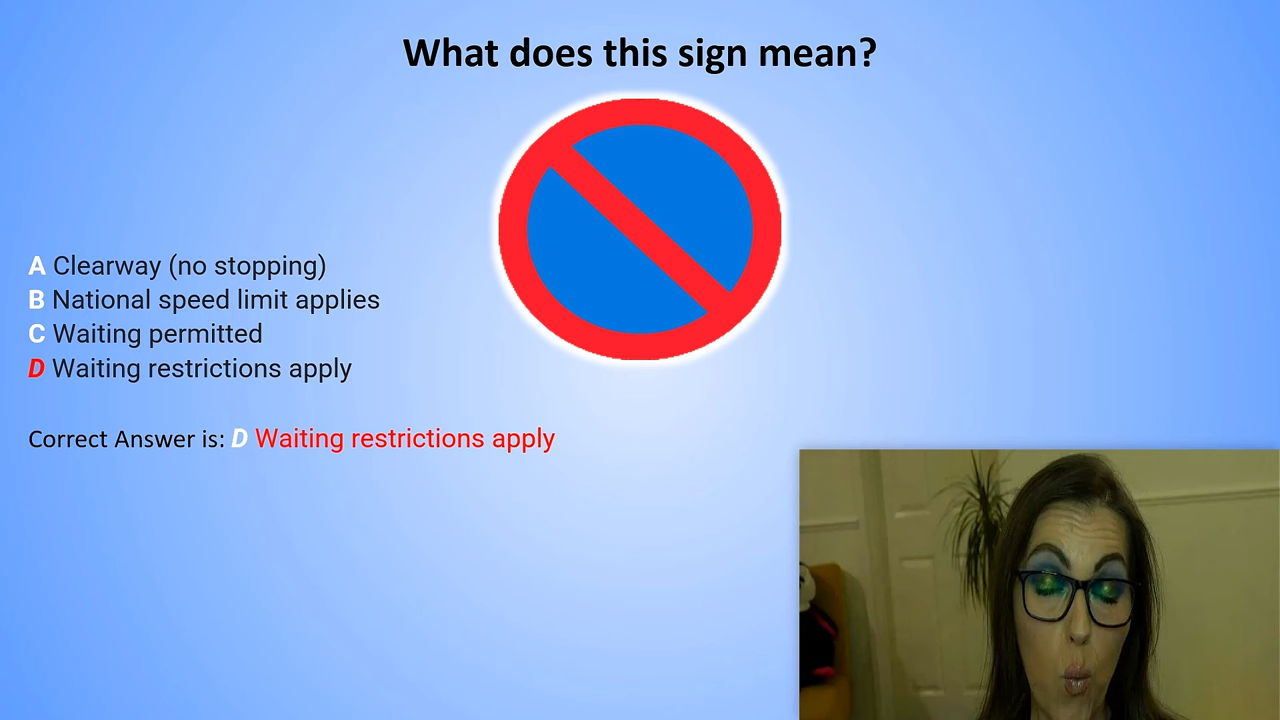 What does this sign mean?
A Clearway (no stopping)
B National speed limit applies
C Waiting permitted
D Waiting restrictions apply
Correct Answer is: D Waiting restrictions apply